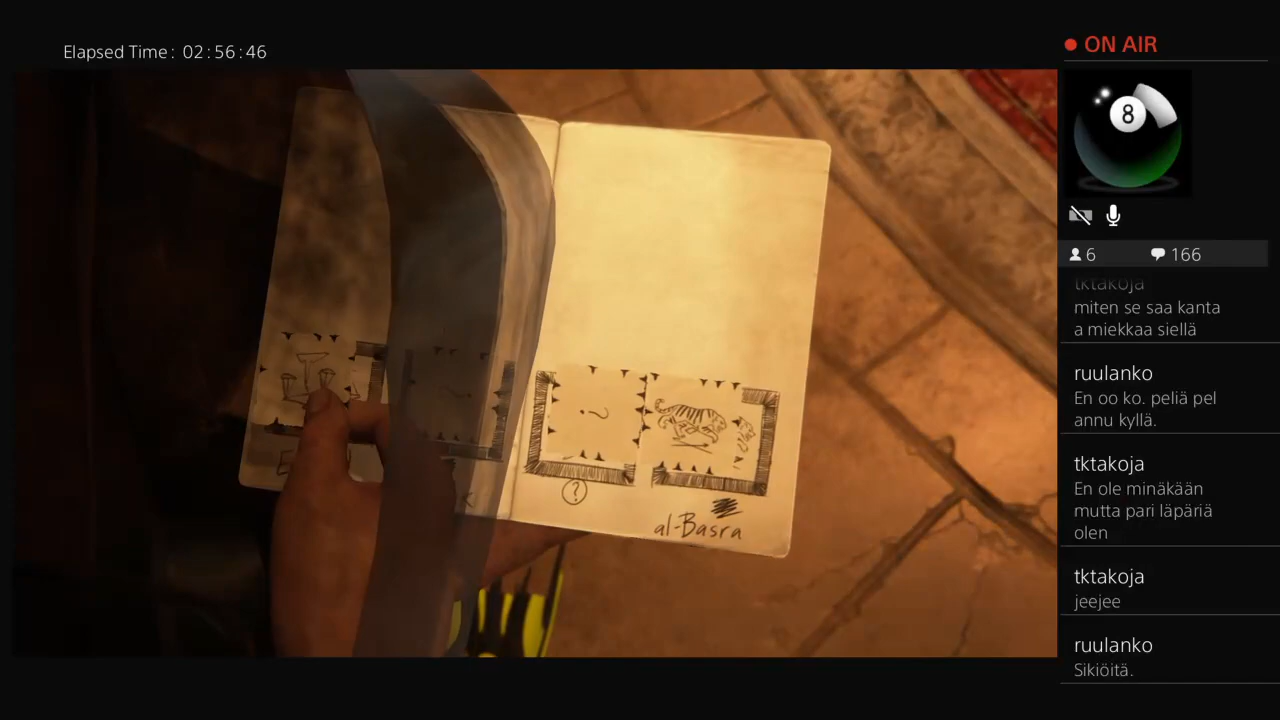 Elapsed Time: 02:56:46
ON AIR
8
6
166
tktakoja
miten se saa kanta
a miekkaa siellä
ruulanko
En oo ko. peliä pel
annu kyllä.
tktakoja
En ole minäkään
mutta pari läpäriä
olen
tktakoja
jeejee
ruulanko
Sikiöitä.
?
?
al-Basra